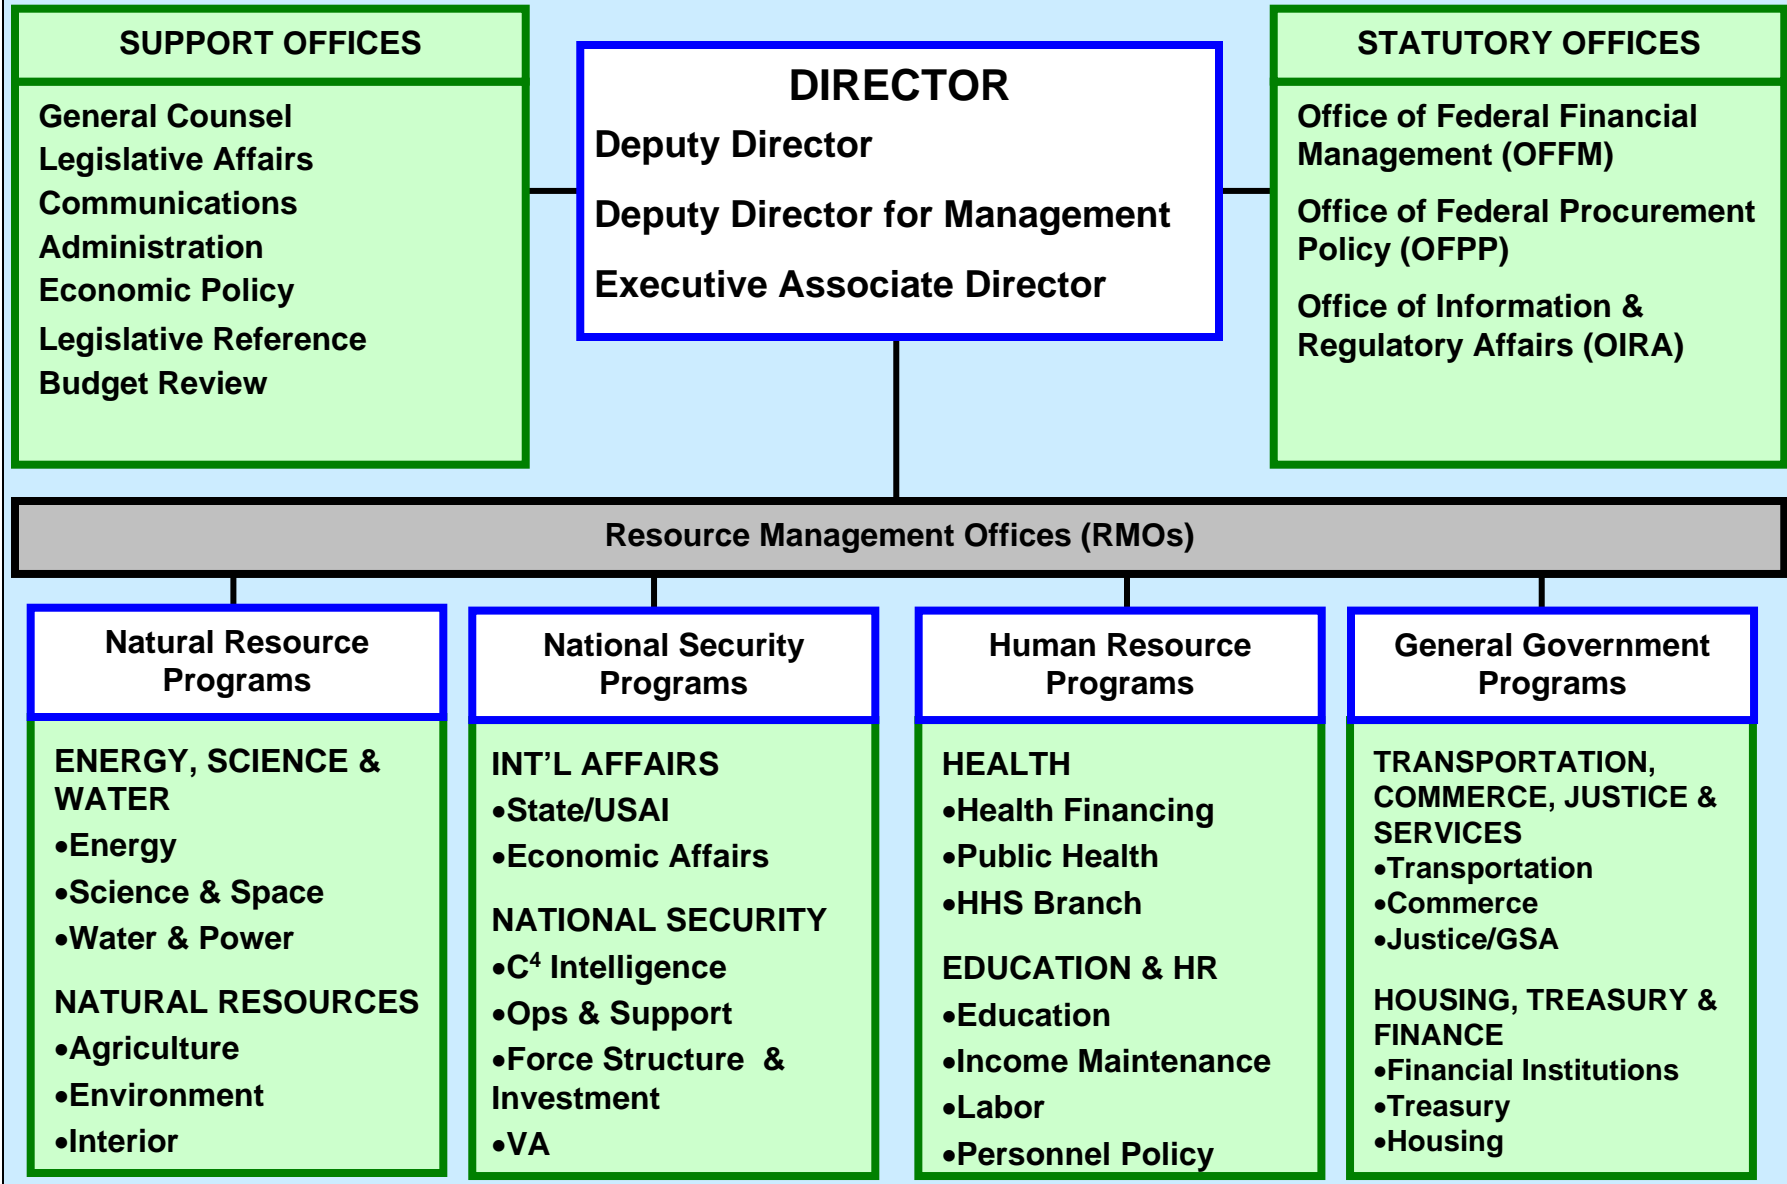 SUPPORT OFFICES
General Counsel
Legislative Affairs
Communications
Administration
Economic Policy
Legislative Reference
Budget Review
DIRECTOR
Deputy Director
Deputy Director for Management
Executive Associate Director
STATUTORY OFFICES
Office of Federal Financial
Management (OFFM)
Office of Federal Procurement
Policy (OFPP)
Office of Information &
Regulatory Affairs (OIRA)
Resource Management Offices (RMOs)
Natural Resource
Programs
ENERGY, SCIENCE &
WATER
•Energy
•Science & Space
•Water & Power
NATURAL RESOURCES
•Agriculture
•Environment
•Interior
National Security
Programs
INT’L AFFAIRS
•State/USAI
•Economic Affairs
NATIONAL SECURITY
•C⁴ Intelligence
•Ops & Support
•Force Structure &
Investment
•VA
Human Resource
Programs
HEALTH
•Health Financing
•Public Health
•HHS Branch
EDUCATION & HR
•Education
•Income Maintenance
•Labor
•Personnel Policy
General Government
Programs
TRANSPORTATION,
COMMERCE, JUSTICE &
SERVICES
•Transportation
•Commerce
•Justice/GSA
HOUSING, TREASURY &
FINANCE
•Financial Institutions
•Treasury
•Housing